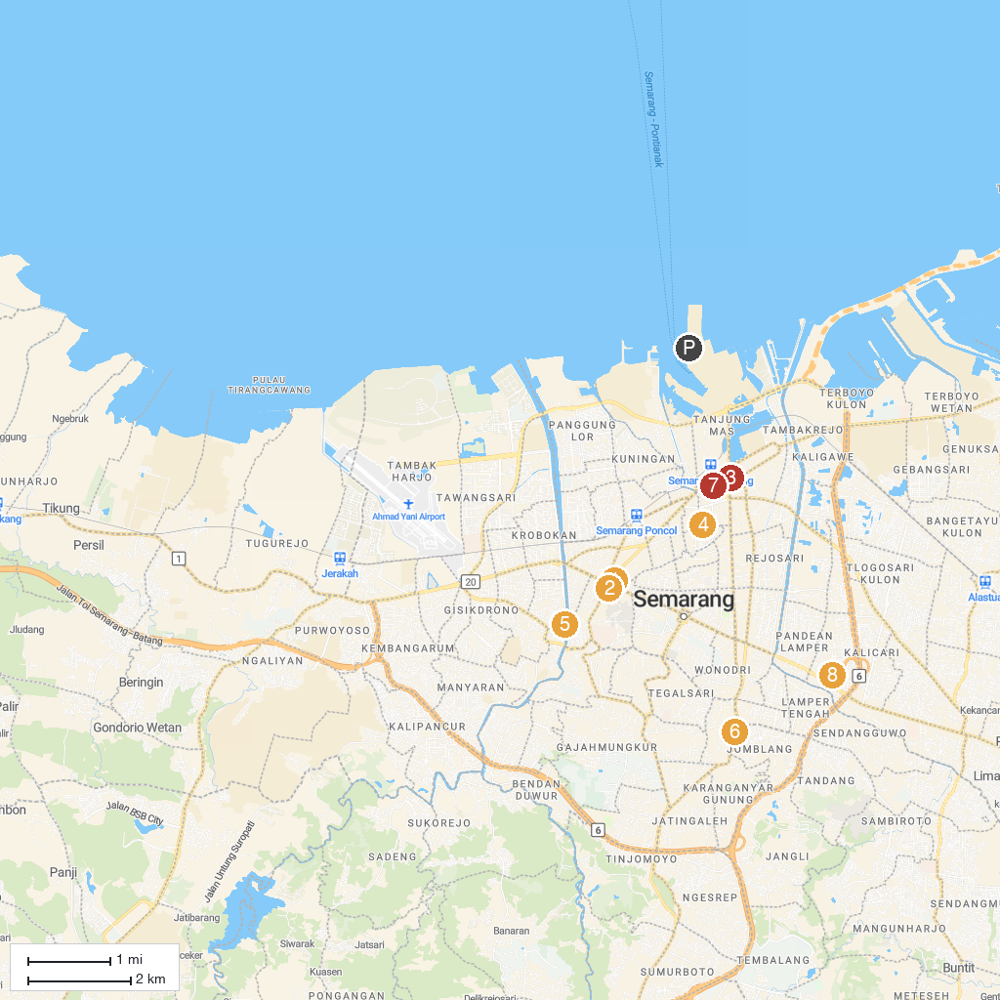 Semarang - Pontianak
P
PULAU
TIRANGCAWANG
TERBOYO
KULON
TERBOYO
WETAN
Ngebruk
PANGGUNG
LOR
TANJUNG
MAS
TAMBAKREJO
nggung
KUNINGAN
KALIGAWE
GENUKSA
TAMBAK
HARJO
GEBANGSARI
UNHARJO
7
3
TAWANGSARI
Tikung
Ahmad Yani Airport
Semarang Poncol
4
BANGETAYU
KULON
KROBOKAN
Persil
TUGUREJO
1
Jerakah
REJOSARI
TLOGOSARI
KULON
20
2
Alastua
Semarang
Jalan Tol Semarang - Batang
GISIKDRONO
5
Jludang
PURWOYOSO
KEMBANGARUM
PANDEAN
LAMPER
KALICARI
NGALIYAN
WONODRI
8
6
Beringin
MANYARAN
TEGALSARI
Palir
LAMPER
TENGAH
Kekancan
Gondorio Wetan
KALIPANCUR
6
SENDANGGUWO
GAJAHMUNGKUR
JOMBLANG
BENDAN
DUWUR
KARANGANYAR
GUNUNG
TANDANG
Lima
Jalan BSB City
SUKOREJO
6
JATINGALEH
SAMBIROTO
SADENG
TINJOMOYO
JANGLI
Panji
Jalan Untung Suropati
NGESREP
SENDANGMU
Jatibarang
Banaran
MANGUNHARJO
Siwarak
Jatsari
TEMBALANG
Buntit
Kuasen
SUMURBOTO
PONGANGAN
Delikrejosari
METESEH
1 mi
2 km